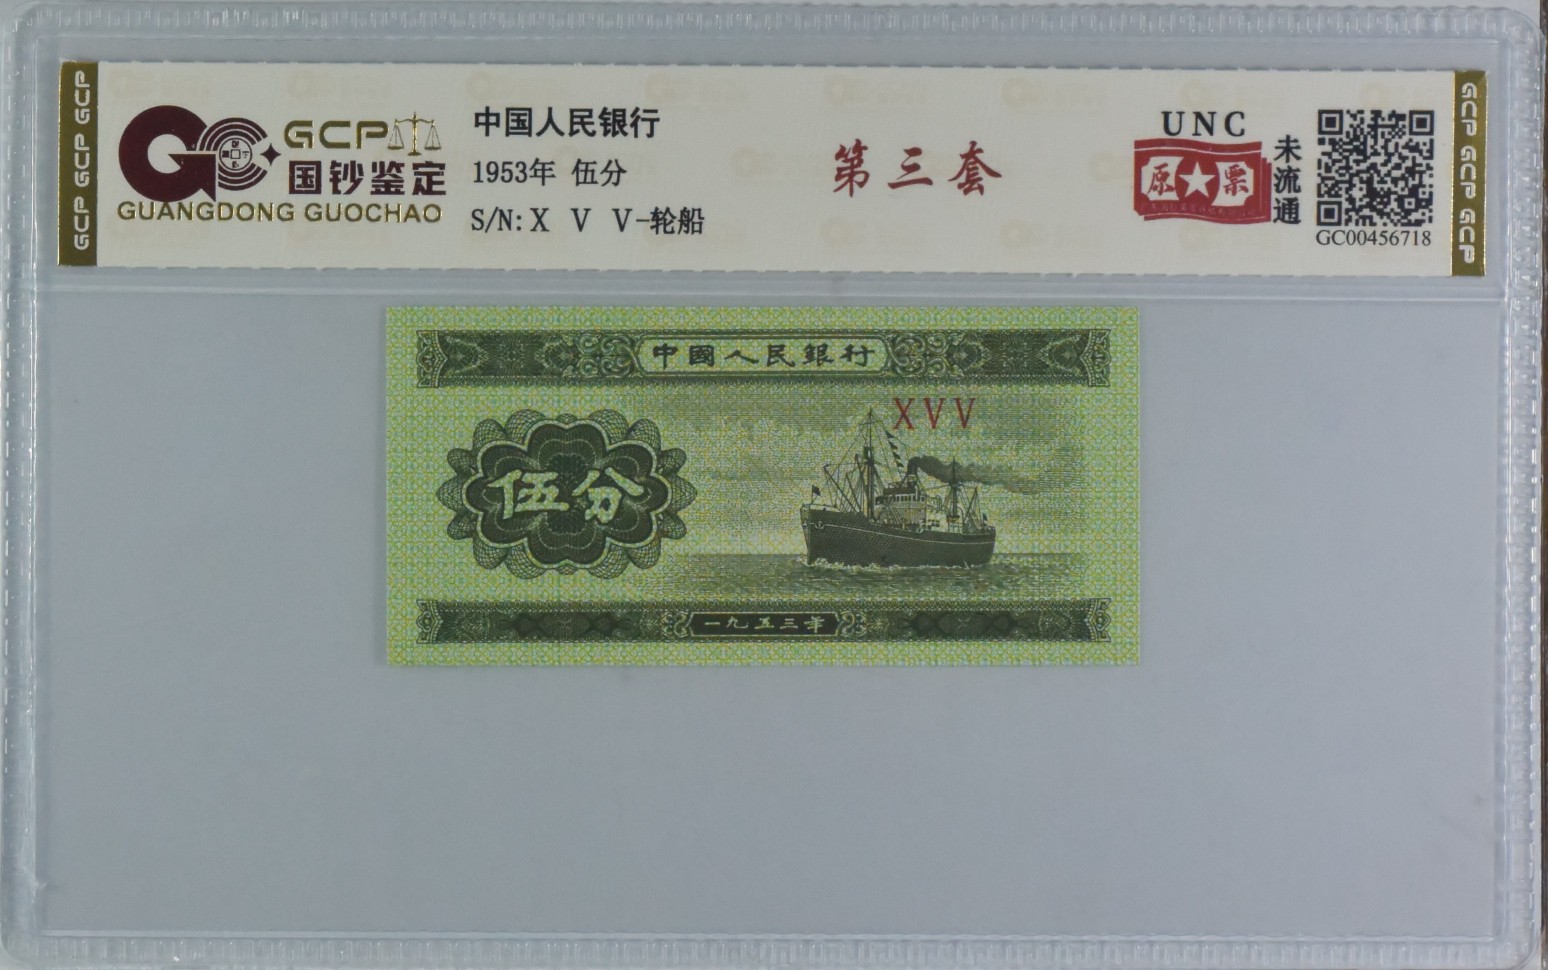 GCP GCP GCP
GCP
国钞鉴定
GUANGDONG GUOCHAO
中国人民银行
1953年 伍分
S/N: X V V-轮船
第三套
UNC
原★票
未流通
GC00456718
GCP GCP GCP
中國人民銀行
XVV
伍分
一九五三年